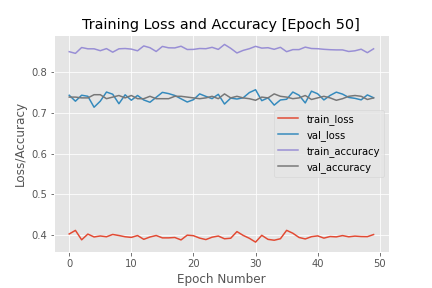 Training Loss and Accuracy [Epoch 50]
Loss/Accuracy
0.8
0.7
0.6
0.5
0.4
train_loss
val_loss
train_accuracy
val_accuracy
0 10 20 30 40 50
Epoch Number